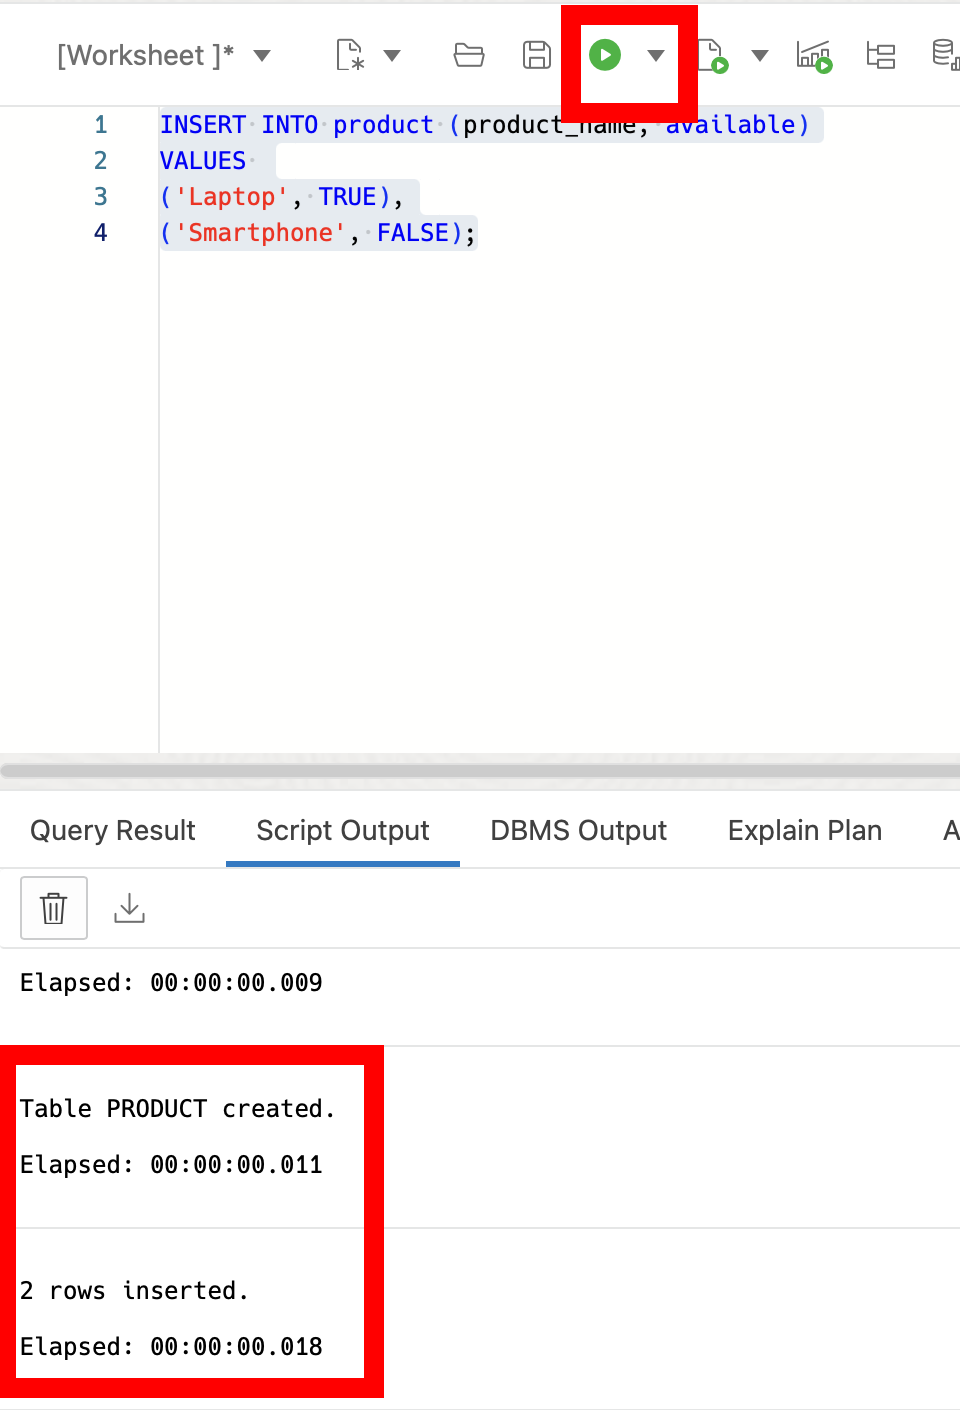 [Worksheet ]*
1 INSERT INTO product (product_name, available)
2 VALUES
3 ('Laptop', TRUE),
4 ('Smartphone', FALSE);
Query Result Script Output DBMS Output Explain Plan A
Elapsed: 00:00:00.009
Table PRODUCT created.
Elapsed: 00:00:00.011
2 rows inserted.
Elapsed: 00:00:00.018